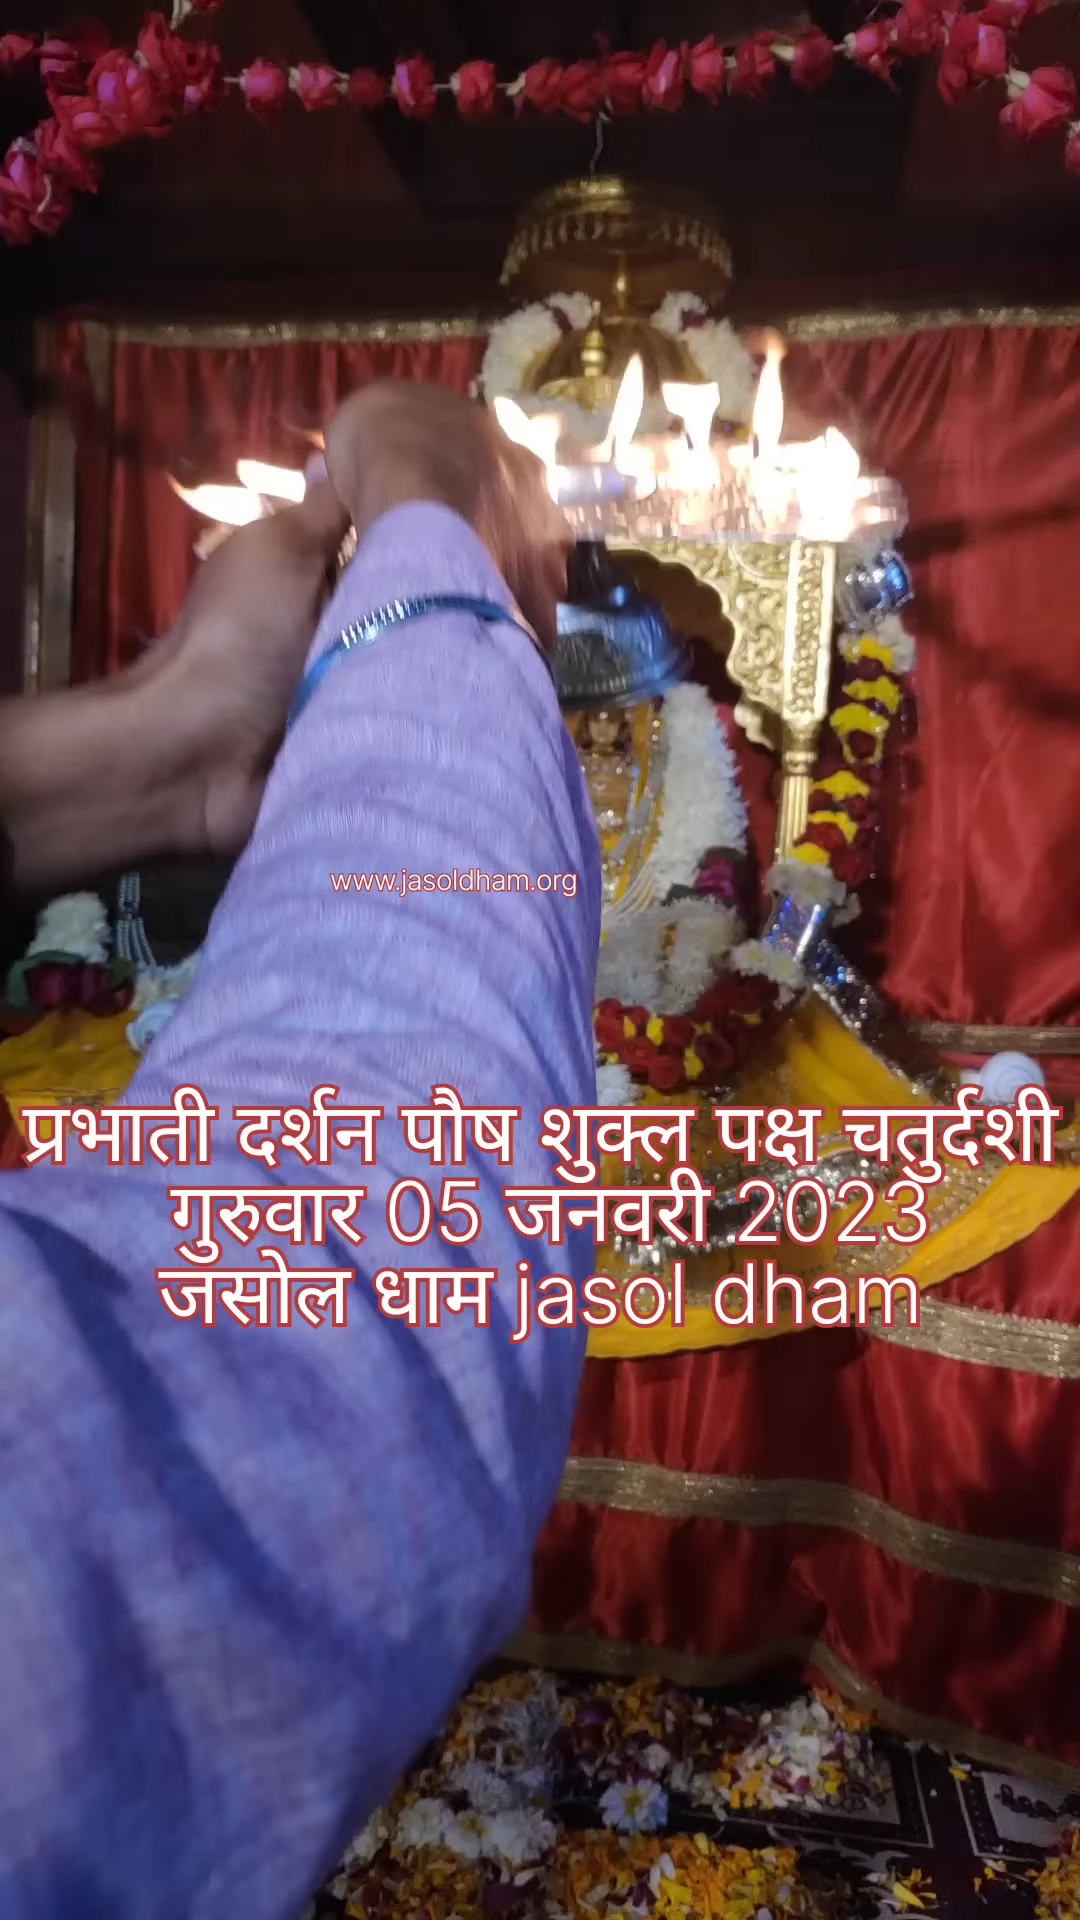 www.jasoldham.org
प्रभाती दर्शन पौष शुक्ल पक्ष चतुर्दशी
गुरुवार 05 जनवरी 2023
जसोल धाम jasol dham